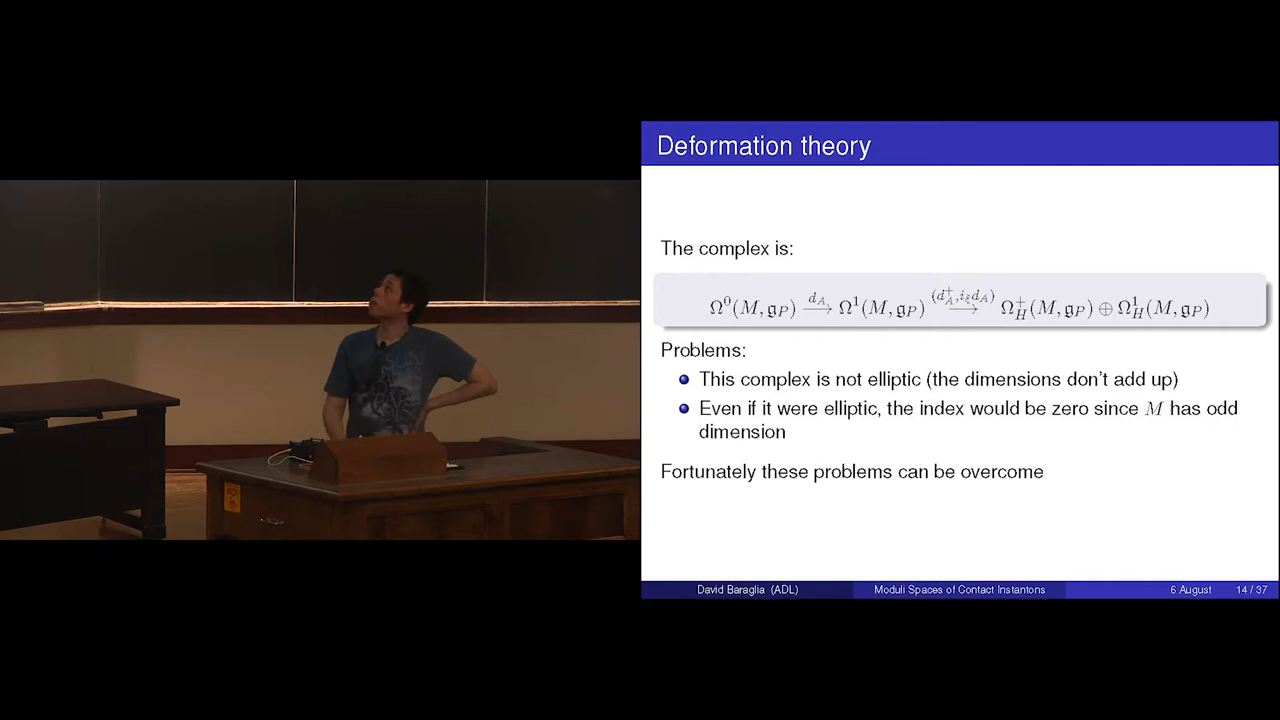 Deformation theory
The complex is:
Ω⁰(M, 𝔤_P) --d_A--> Ω¹(M, 𝔤_P) --(d_A⁺, i_ξ d_A)--> Ω_H⁺(M, 𝔤_P) ⊕ Ω_H¹(M, 𝔤_P)
Problems:
This complex is not elliptic (the dimensions don't add up)
Even if it were elliptic, the index would be zero since M has odd
dimension
Fortunately these problems can be overcome
David Baraglia (ADL) Moduli Spaces of Contact Instantons 6 August 14 / 37